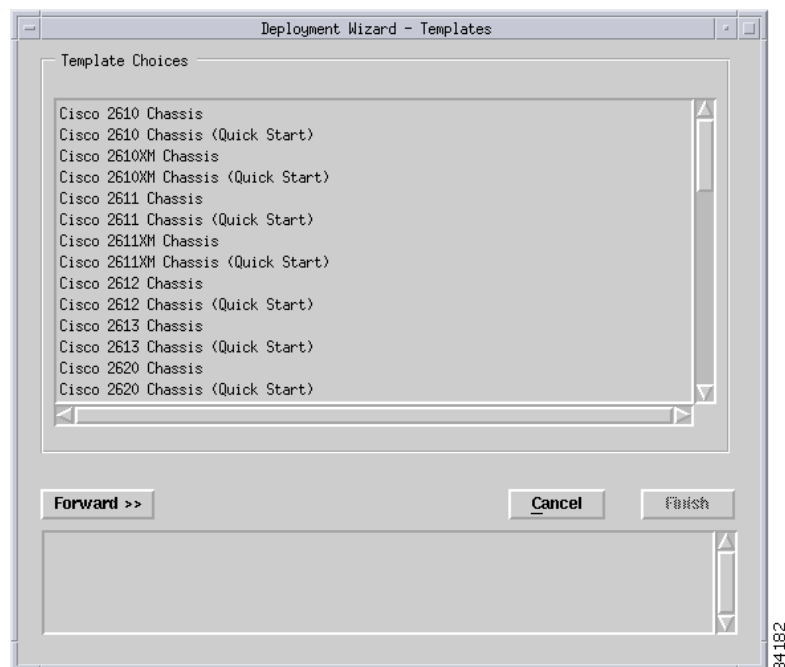 Deployment Wizard - Templates
Template Choices
Cisco 2610 Chassis
Cisco 2610 Chassis (Quick Start)
Cisco 2610XM Chassis
Cisco 2610XM Chassis (Quick Start)
Cisco 2611 Chassis
Cisco 2611 Chassis (Quick Start)
Cisco 2611XM Chassis
Cisco 2611XM Chassis (Quick Start)
Cisco 2612 Chassis
Cisco 2612 Chassis (Quick Start)
Cisco 2613 Chassis
Cisco 2613 Chassis (Quick Start)
Cisco 2620 Chassis
Cisco 2620 Chassis (Quick Start)
Forward >>
Cancel
Finish
84182